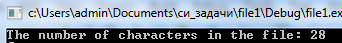 c:\Users\admin\Documents\си_задачи\file1\Debug\file1.ex
The number of characters in the file: 28